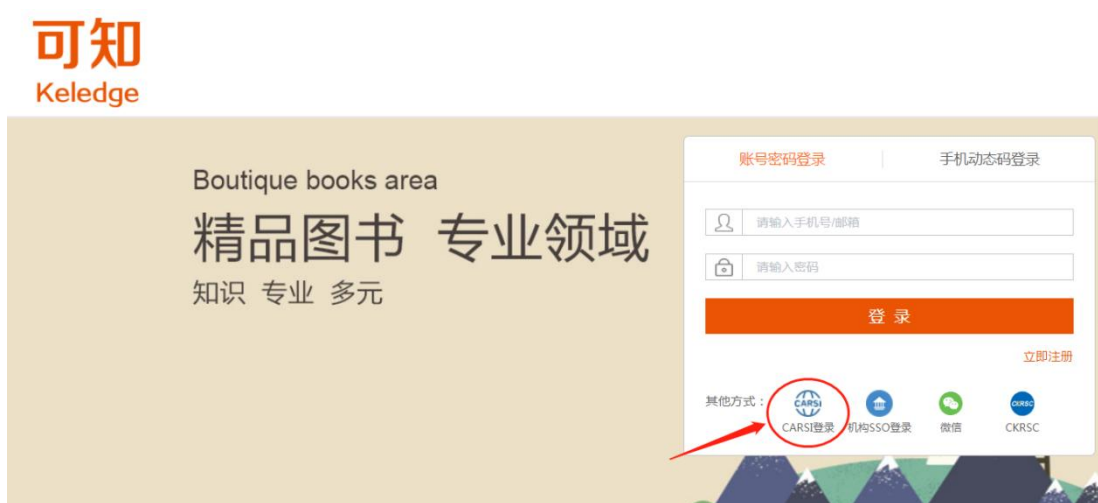 可知
Keledge
账号密码登录
手机动态码登录
Boutique books area
精品图书 专业领域
知识 专业 多元
请输入手机号/邮箱
请输入密码
登 录
立即注册
其他方式：
CARSI
CKRSC
CARSI登录
机构SSO登录
微信
CKRSC